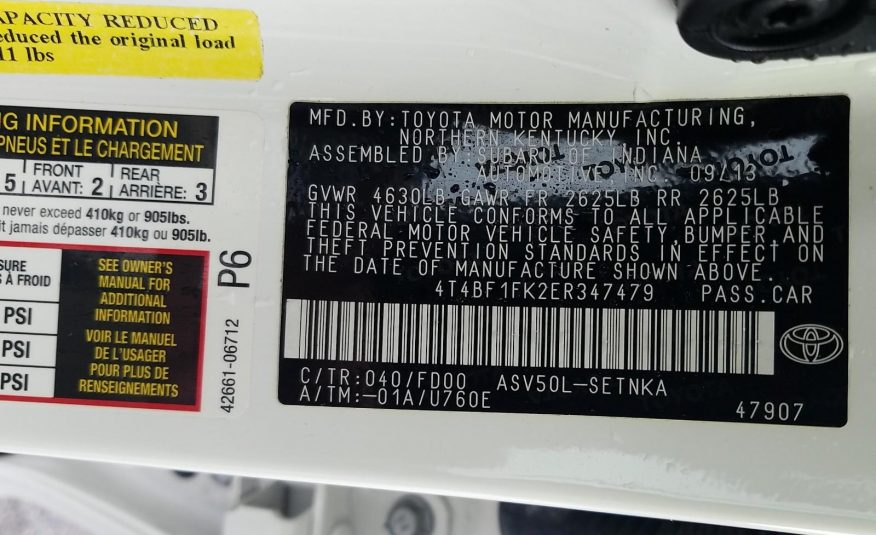 APACITY REDUCED
educed the original load
11 lbs
NG INFORMATION
PNEUS ET LE CHARGEMENT
5 FRONT AVANT: 2 REAR ARRIÈRE: 3
never exceed 410kg or 905lbs.
it jamais dépasser 410kg ou 905lb.
SURE
S À FROID
PSI
PSI
PSI
SEE OWNER'S
MANUAL FOR
ADDITIONAL
INFORMATION
VOIR LE MANUEL
DE L'USAGER
POUR PLUS DE
RENSEIGNEMENTS
42661-06712 P6
MFD.BY:TOYOTA MOTOR MANUFACTURING,
NORTHERN KENTUCKY,INC.
ASSEMBLED BY:SUBARU OF INDIANA
AUTOMOTIVE,INC. 09/13
GVWR 4630LB GAWR FR 2625LB RR 2625LB
THIS VEHICLE CONFORMS TO ALL APPLICABLE
FEDERAL MOTOR VEHICLE SAFETY,BUMPER,AND
THEFT PREVENTION STANDARDS IN EFFECT ON
THE DATE OF MANUFACTURE SHOWN ABOVE.
4T4BF1FK2ER347479 PASS.CAR
C/TR:040/FD00 ASV50L-SETNKA
A/TM:-01A/U760E
47907
TOYOTA